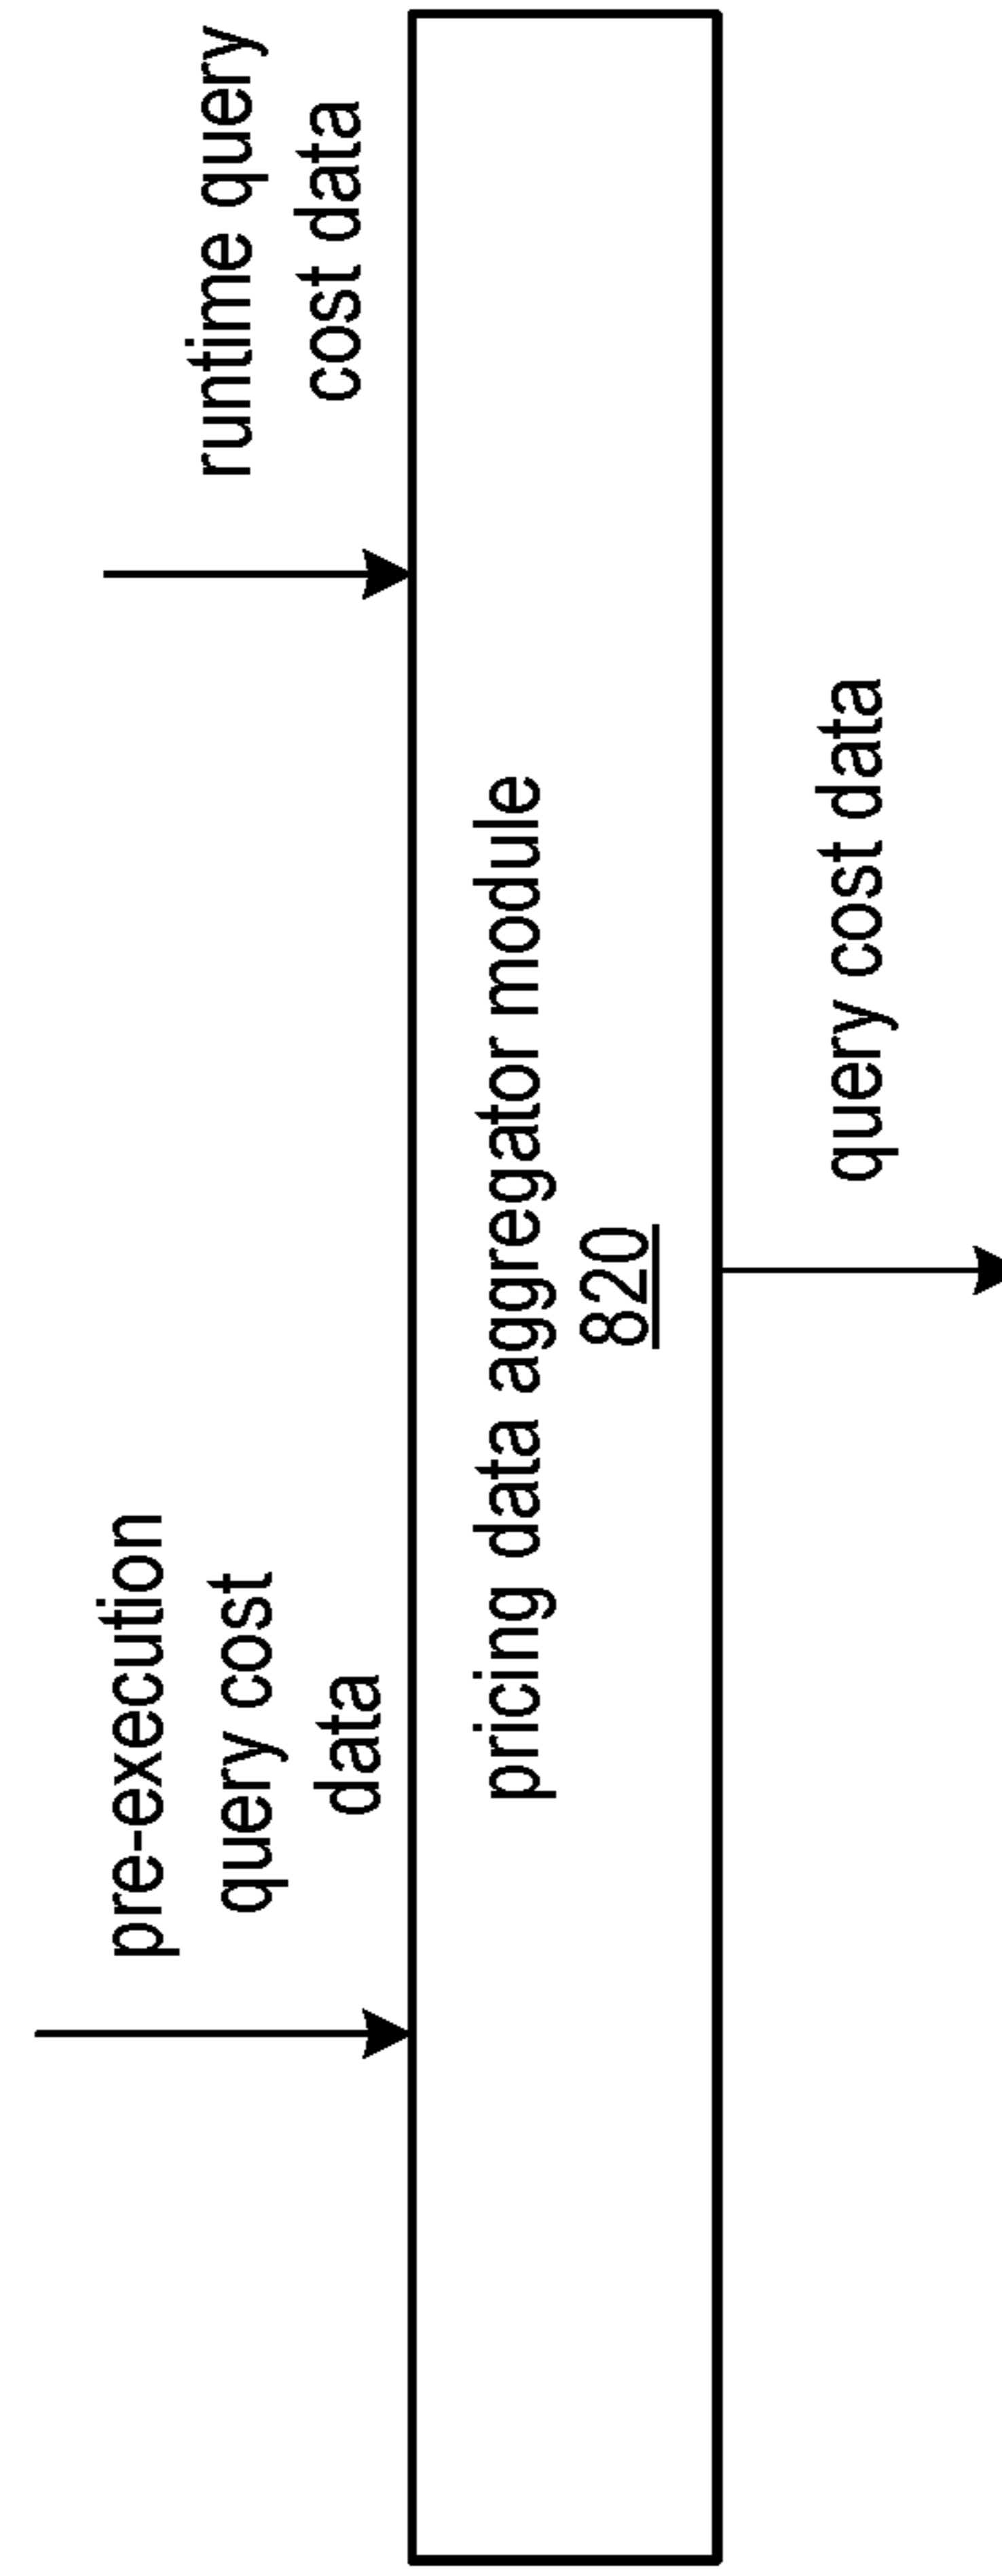 pre-execution
query cost
data
runtime query
cost data
pricing data aggregator module
820
query cost data